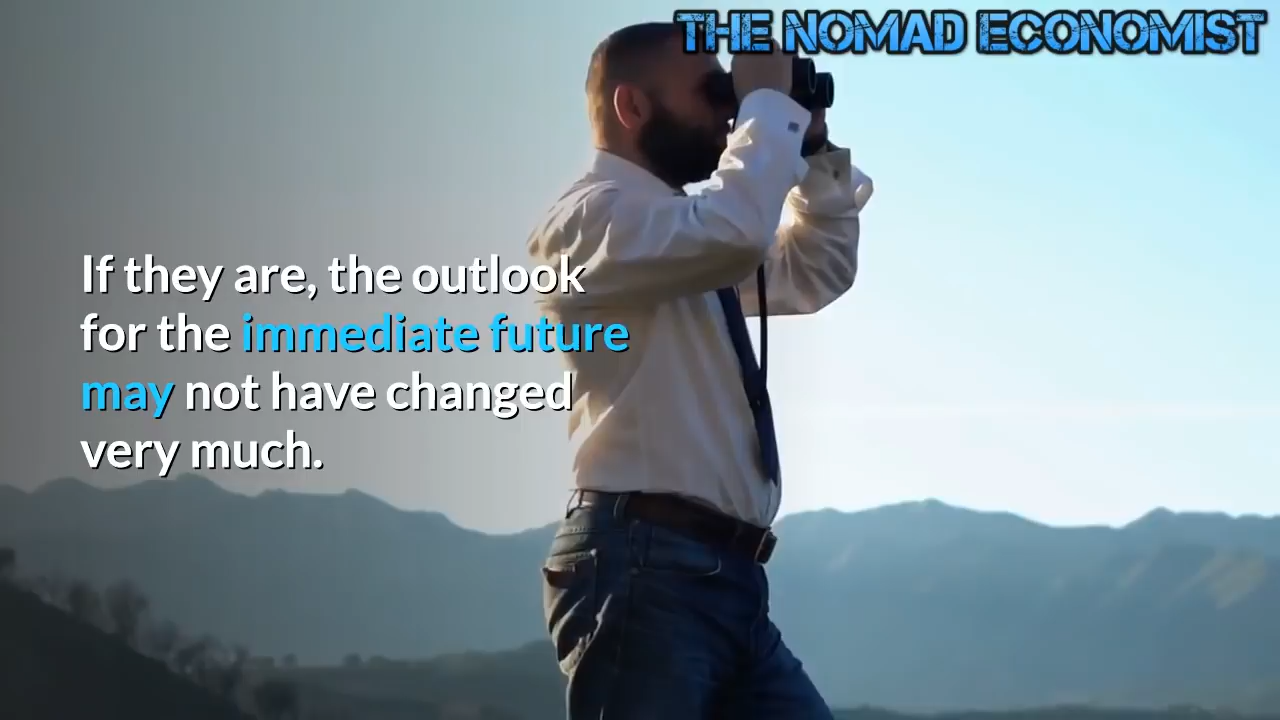 THE NOMAD ECONOMIST
If they are, the outlook
for the immediate future
may not have changed
very much.